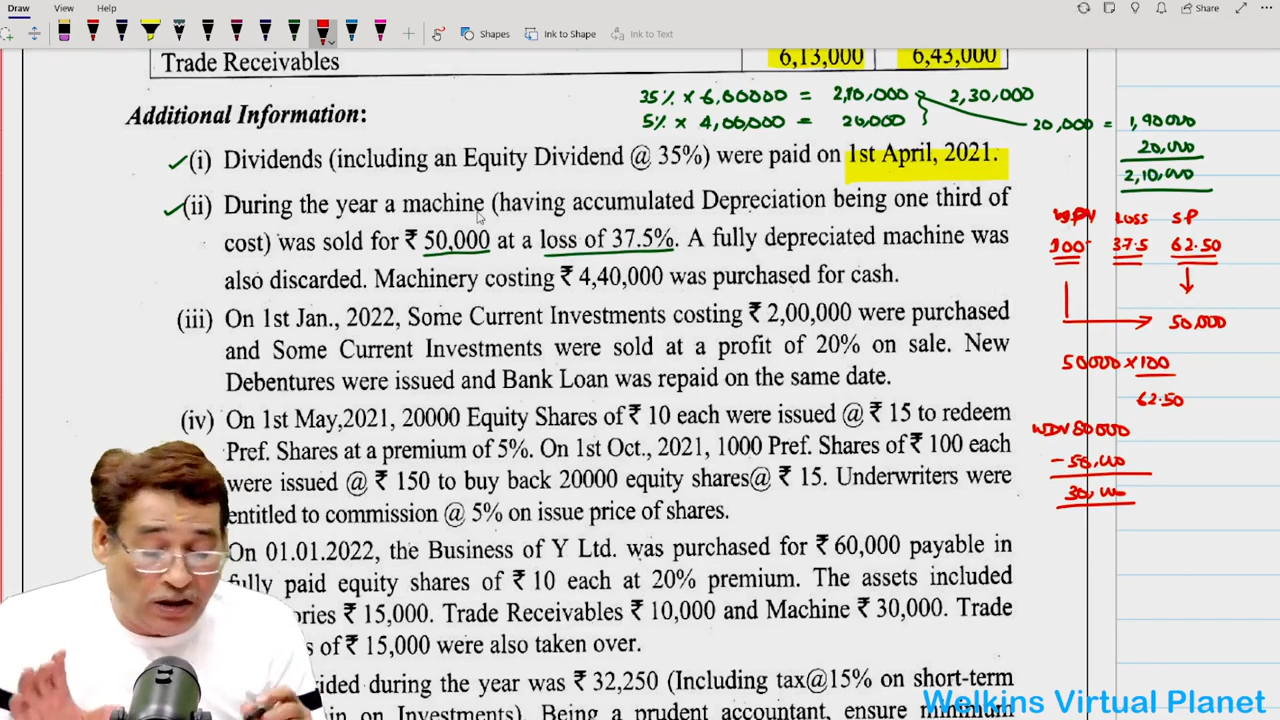 Draw View Help
Share
Shapes Ink to Shape Ink to Text
Trade Receivables 6,13,000 6,43,000
35% × 6,00000 = 2,10,000 2,30,000
5% × 4,00,000 = 20,000
20,000 = 1,90000
20,000
2,10,000
Additional Information:
(i) Dividends (including an Equity Dividend @ 35%) were paid on 1st April, 2021.
(ii) During the year a machine (having accumulated Depreciation being one third of
cost) was sold for ₹ 50,000 at a loss of 37.5%. A fully depreciated machine was
also discarded. Machinery costing ₹ 4,40,000 was purchased for cash.
WDV Loss SP
100 37.5 62.50
50,000
50000 × 100
62.50
WDV 80000
- 50,000
30,000
(iii) On 1st Jan., 2022, Some Current Investments costing ₹ 2,00,000 were purchased
and Some Current Investments were sold at a profit of 20% on sale. New
Debentures were issued and Bank Loan was repaid on the same date.
(iv) On 1st May,2021, 20000 Equity Shares of ₹ 10 each were issued @ ₹ 15 to redeem
Pref. Shares at a premium of 5%. On 1st Oct., 2021, 1000 Pref. Shares of ₹ 100 each
were issued @ ₹ 150 to buy back 20000 equity shares@ ₹ 15. Underwriters were
entitled to commission @ 5% on issue price of shares.
On 01.01.2022, the Business of Y Ltd. was purchased for ₹ 60,000 payable in
fully paid equity shares of ₹ 10 each at 20% premium. The assets included
ories ₹ 15,000. Trade Receivables ₹ 10,000 and Machine ₹ 30,000. Trade
of ₹ 15,000 were also taken over.
ided during the year was ₹ 32,250 (Including tax@15% on short-term
in on Investments). Being a prudent accountant, ensure minimum
Welkins Virtual Planet